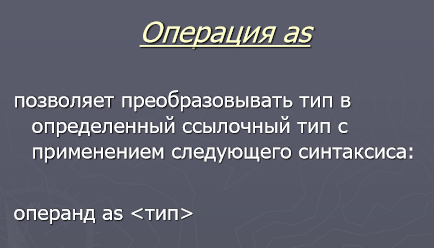 Операция as
позволяет преобразовывать тип в
определенный ссылочный тип с
применением следующего синтаксиса:
операнд as <тип>